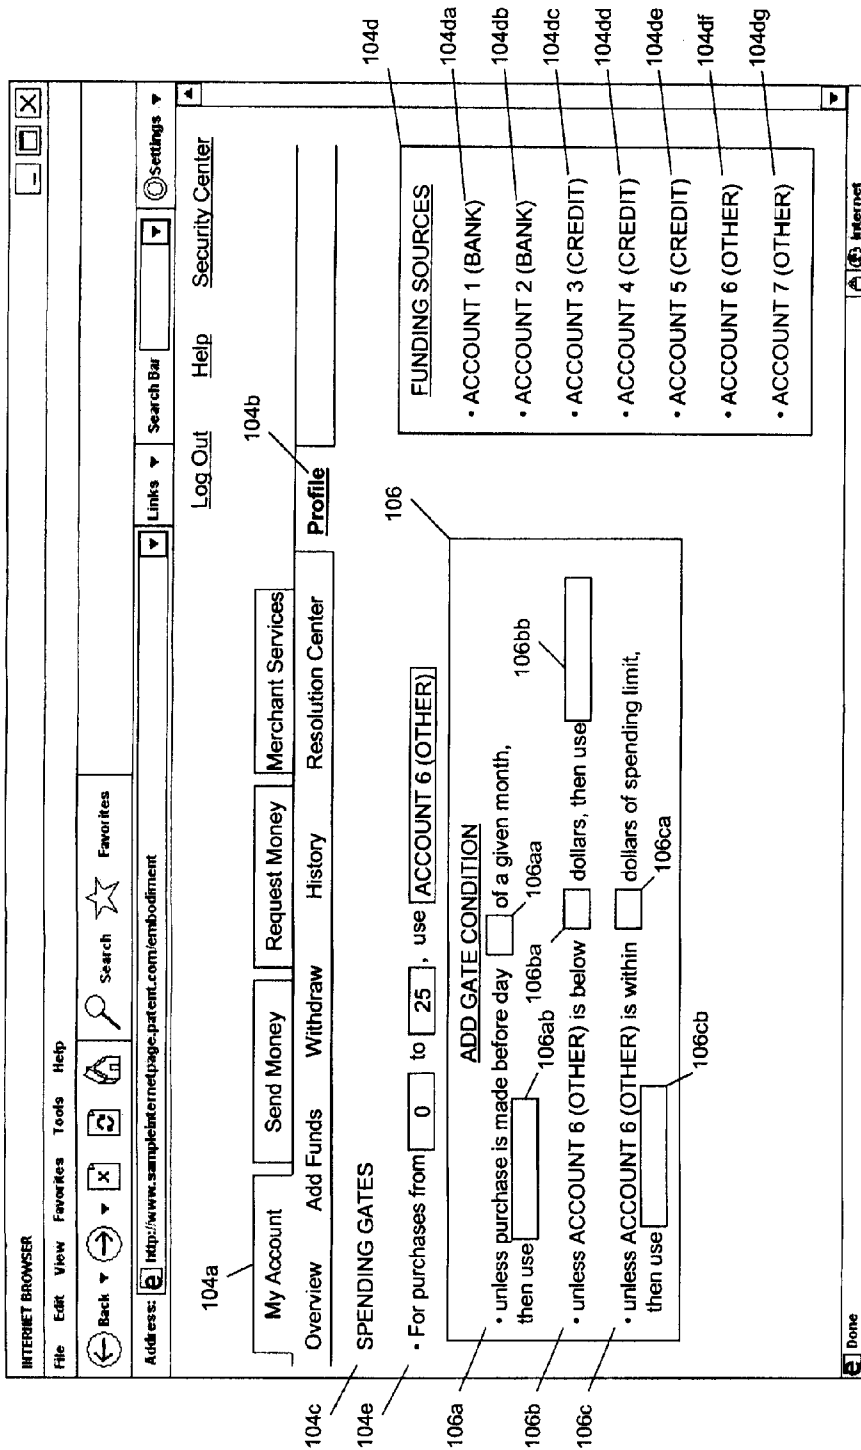 INTERNET BROWSER
File Edit View Favorites Tools Help
Back Search Favorites
Address: http://www.sampleinternetpage.patent.com/embodiment Links Search Bar Settings
Log Out Help Security Center
104a
My Account Send Money Request Money Merchant Services
104b
Overview Add Funds Withdraw History Resolution Center Profile
104c
SPENDING GATES
104e
• For purchases from 0 to 25 , use ACCOUNT 6 (OTHER)
106
ADD GATE CONDITION
106a
• unless purchase is made before day of a given month,
106aa
then use
106ab
106b
• unless ACCOUNT 6 (OTHER) is below dollars, then use
106ba
106bb
106c
• unless ACCOUNT 6 (OTHER) is within dollars of spending limit,
106ca
then use
106cb
104d
FUNDING SOURCES
• ACCOUNT 1 (BANK) 104da
• ACCOUNT 2 (BANK) 104db
• ACCOUNT 3 (CREDIT) 104dc
• ACCOUNT 4 (CREDIT) 104dd
• ACCOUNT 5 (CREDIT) 104de
• ACCOUNT 6 (OTHER) 104df
• ACCOUNT 7 (OTHER) 104dg
Done Internet